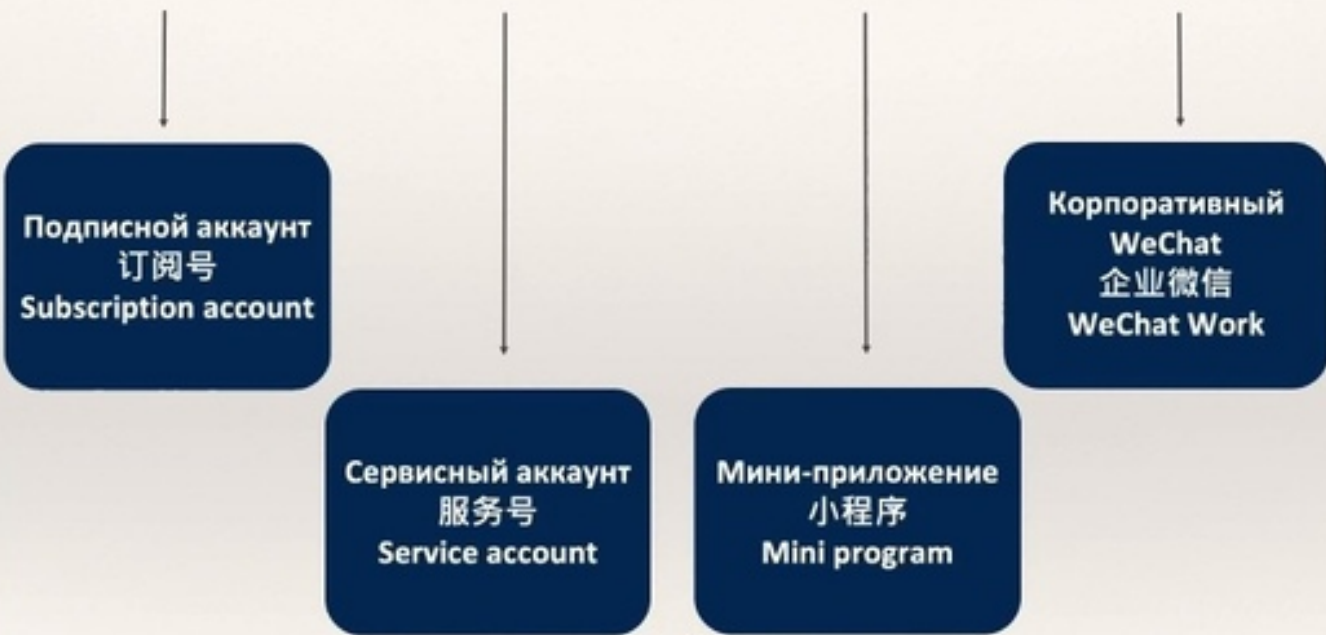 Подписной аккаунт
订阅号
Subscription account
Сервисный аккаунт
服务号
Service account
Мини-приложение
小程序
Mini program
Корпоративный
WeChat
企业微信
WeChat Work